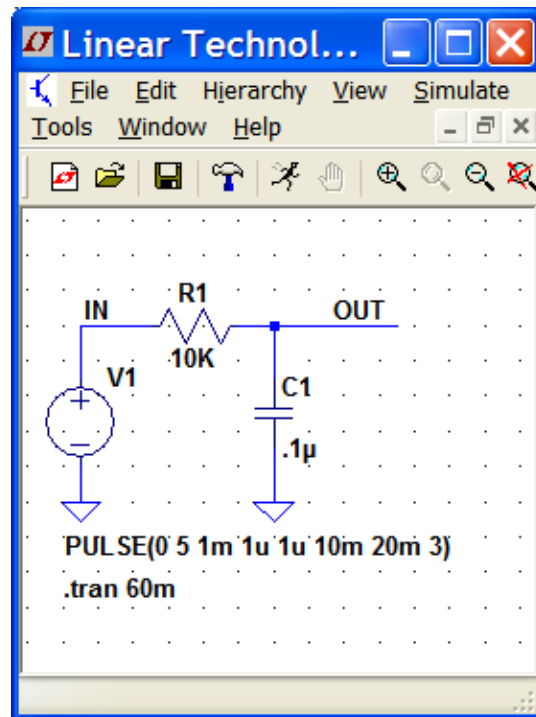 Linear Technol...
File Edit Hierarchy View Simulate
Tools Window Help
R1
IN OUT
10K
V1
C1
.1µ
PULSE(0 5 1m 1u 1u 10m 20m 3)
.tran 60m